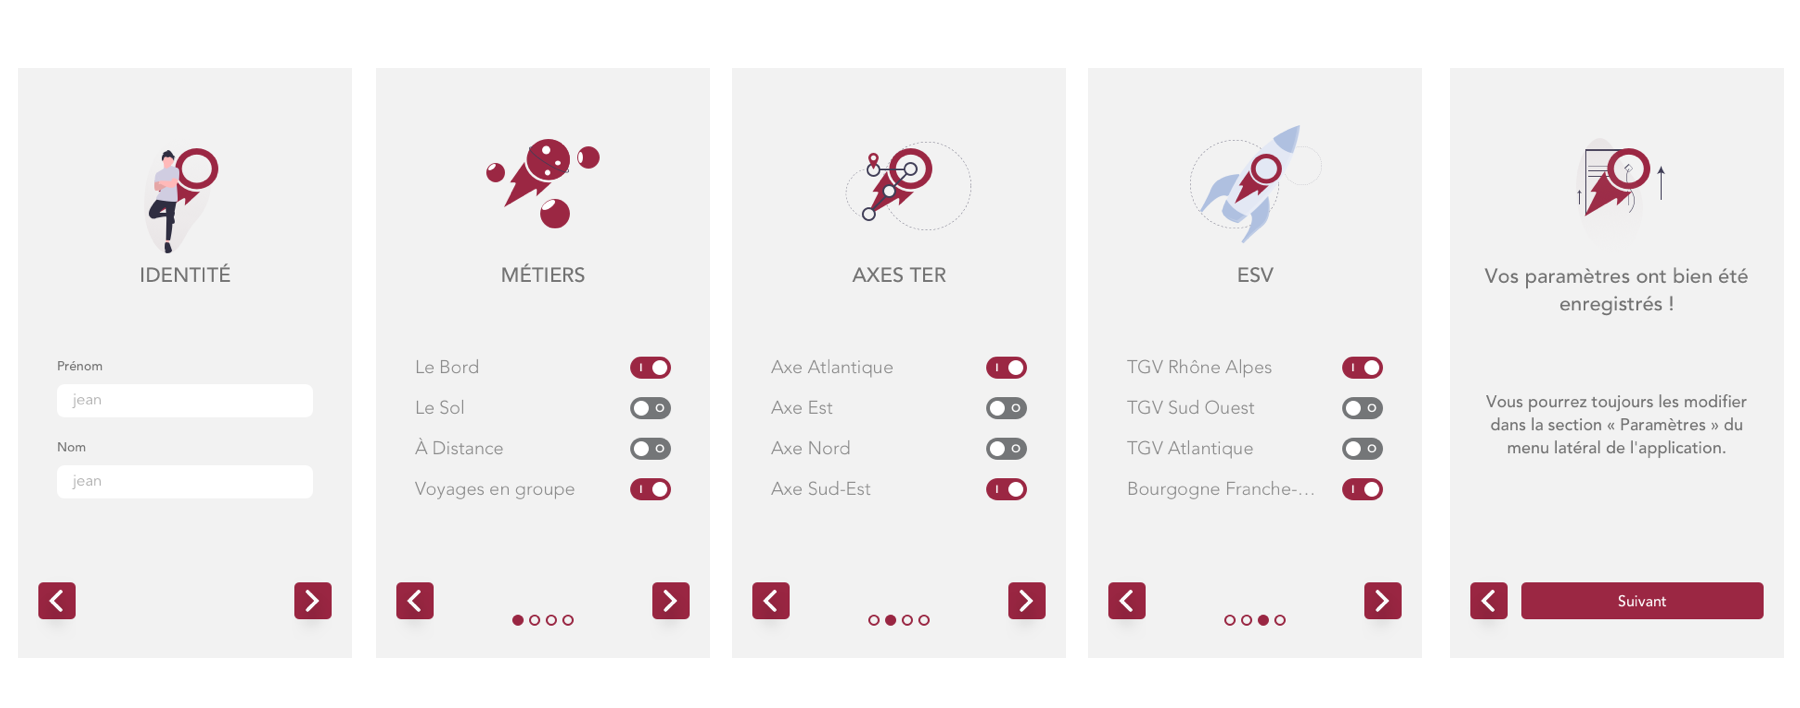 IDENTITÉ
Prénom
jean
Nom
jean
MÉTIERS
Le Bord
Le Sol
À Distance
Voyages en groupe
AXES TER
Axe Atlantique
Axe Est
Axe Nord
Axe Sud-Est
ESV
TGV Rhône Alpes
TGV Sud Ouest
TGV Atlantique
Bourgogne Franche-...
Vos paramètres ont bien été
enregistrés !
Vous pourrez toujours les modifier
dans la section « Paramètres » du
menu latéral de l'application.
Suivant